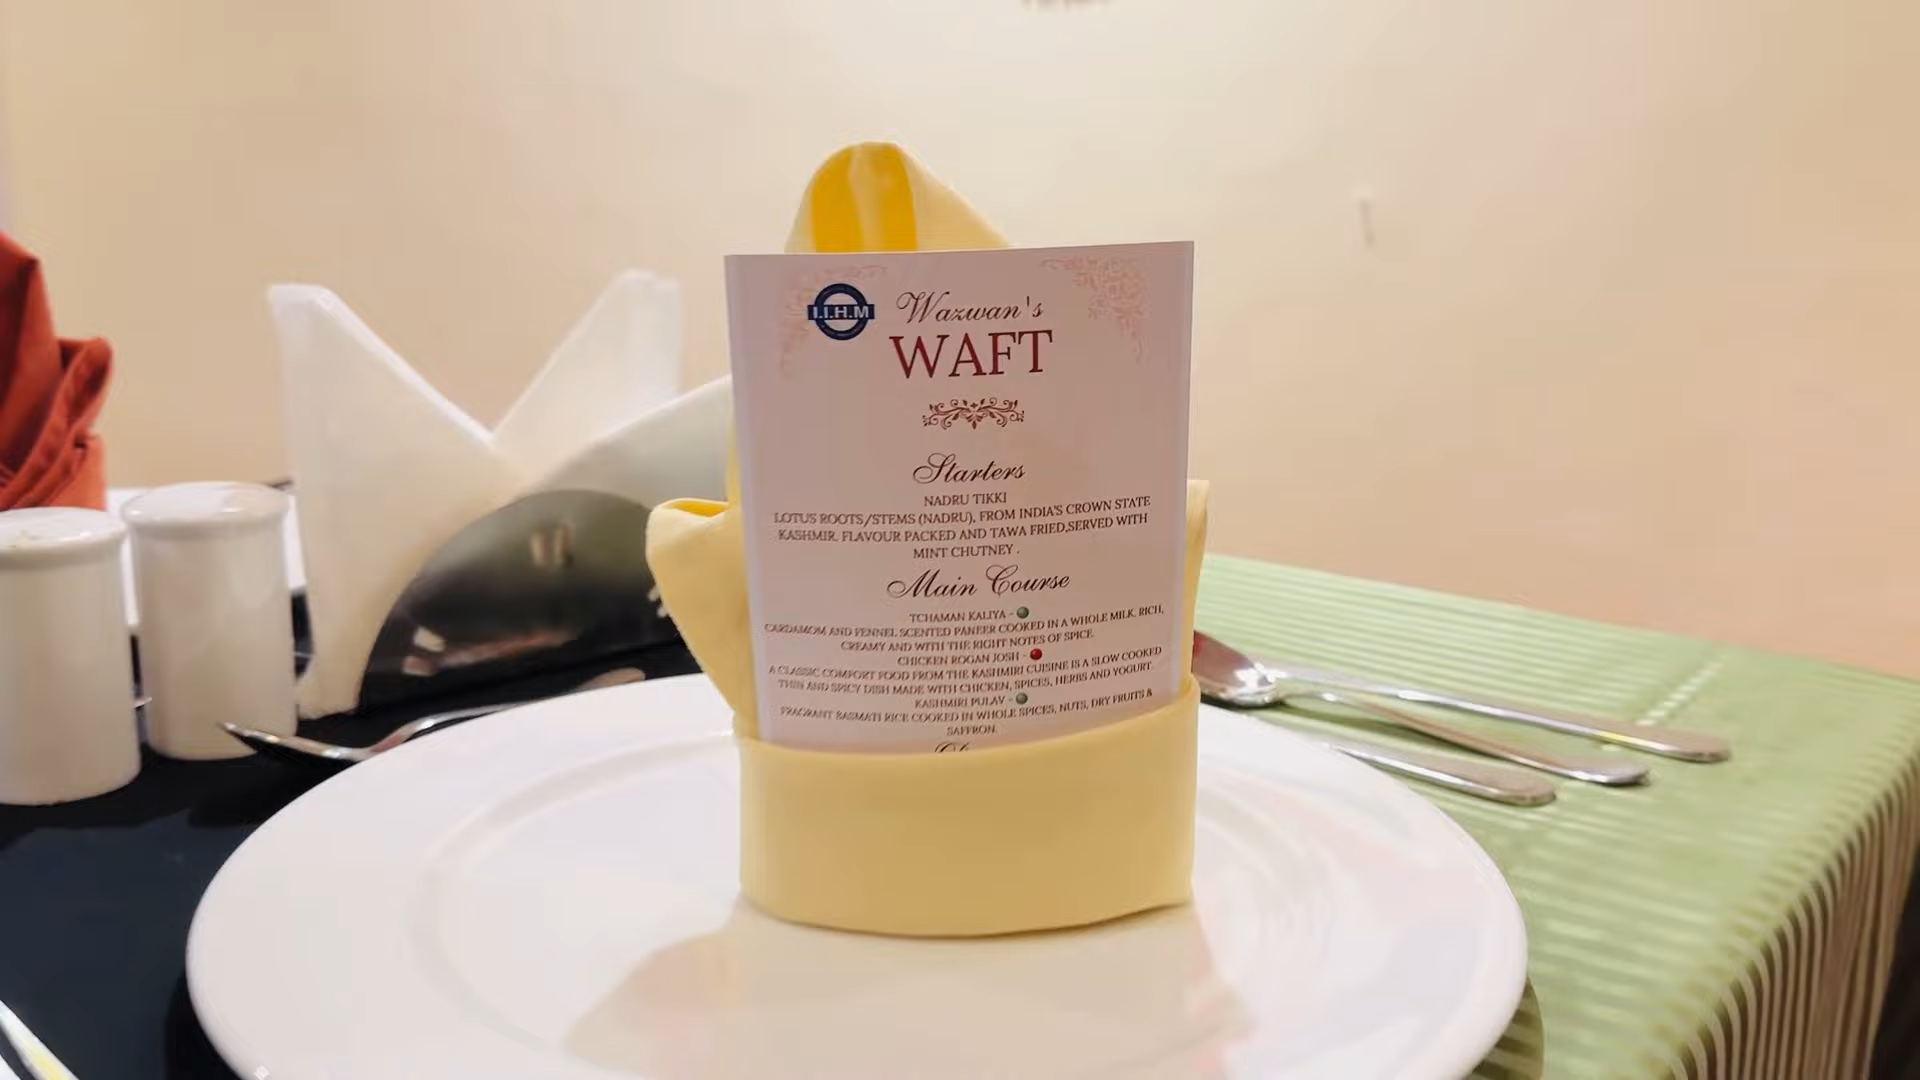 I.I.H.M
Wazwan's
WAFT
Starters
NADRU TIKKI
LOTUS ROOTS/STEMS (NADRU), FROM INDIA'S CROWN STATE
KASHMIR. FLAVOUR PACKED AND TAWA FRIED,SERVED WITH
MINT CHUTNEY .
Main Course
TCHAMAN KALIYA -
CARDAMOM AND FENNEL SCENTED PANEER COOKED IN A WHOLE MILK. RICH,
CREAMY AND WITH THE RIGHT NOTES OF SPICE.
CHICKEN ROGAN JOSH -
A CLASSIC COMFORT FOOD FROM THE KASHMIRI CUISINE IS A SLOW COOKED
THIN AND SPICY DISH MADE WITH CHICKEN, SPICES, HERBS AND YOGURT.
KASHMIRI PULAV -
FRAGRANT BASMATI RICE COOKED IN WHOLE SPICES, NUTS, DRY FRUITS &
SAFFRON.